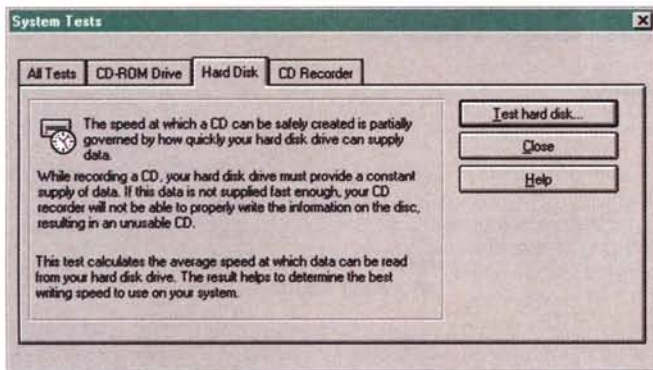 System Tests
All Tests CD-ROM Drive Hard Disk CD Recorder
The speed at which a CD can be safely created is partially
governed by how quickly your hard disk drive can supply
data.
While recording a CD, your hard disk drive must provide a constant
supply of data. If this data is not supplied fast enough, your CD
recorder will not be able to properly write the information on the disc,
resulting in an unusable CD.
This test calculates the average speed at which data can be read
from your hard disk drive. The result helps to determine the best
writing speed to use on your system.
Test hard disk...
Close
Help